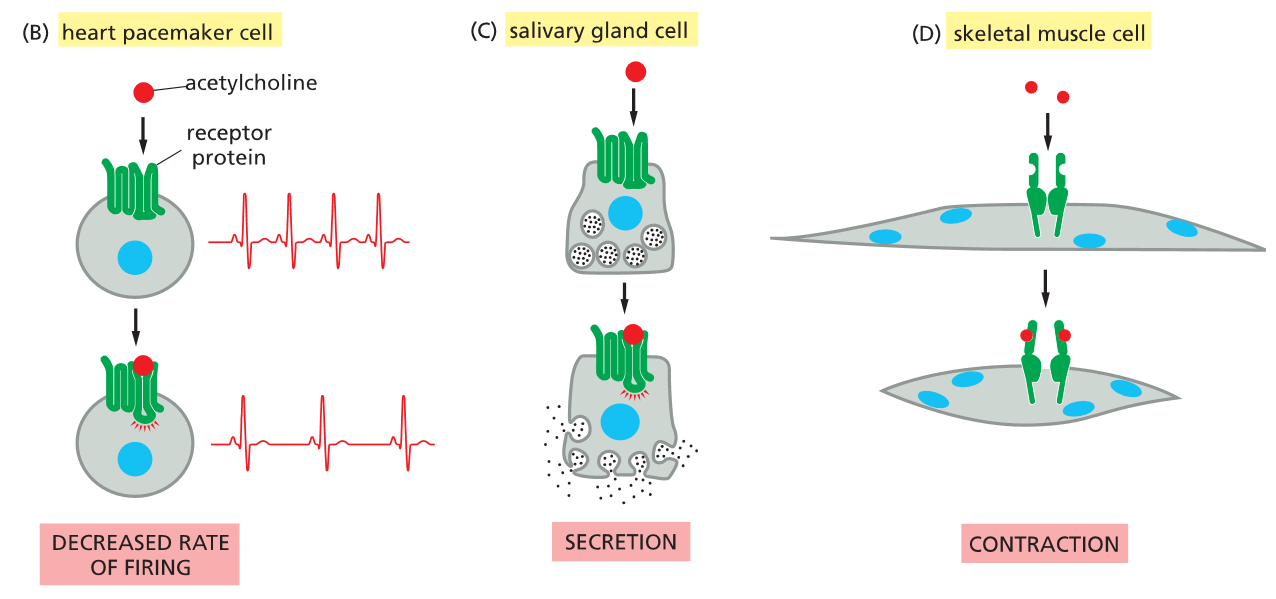 (B) heart pacemaker cell
acetylcholine
receptor
protein
DECREASED RATE
OF FIRING
(C) salivary gland cell
SECRETION
(D) skeletal muscle cell
CONTRACTION